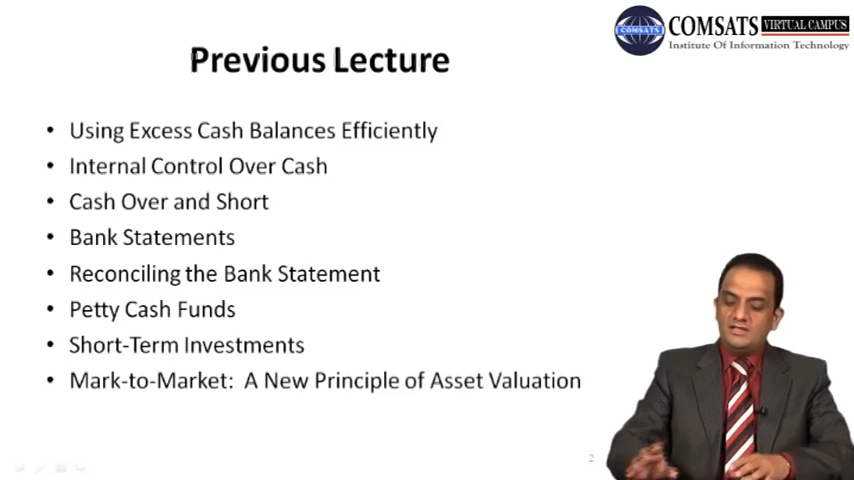 COMSATS
COMSATS VIRTUAL CAMPUS
Institute Of Information Technology
Previous Lecture
• Using Excess Cash Balances Efficiently
• Internal Control Over Cash
• Cash Over and Short
• Bank Statements
• Reconciling the Bank Statement
• Petty Cash Funds
• Short-Term Investments
• Mark-to-Market: A New Principle of Asset Valuation
2